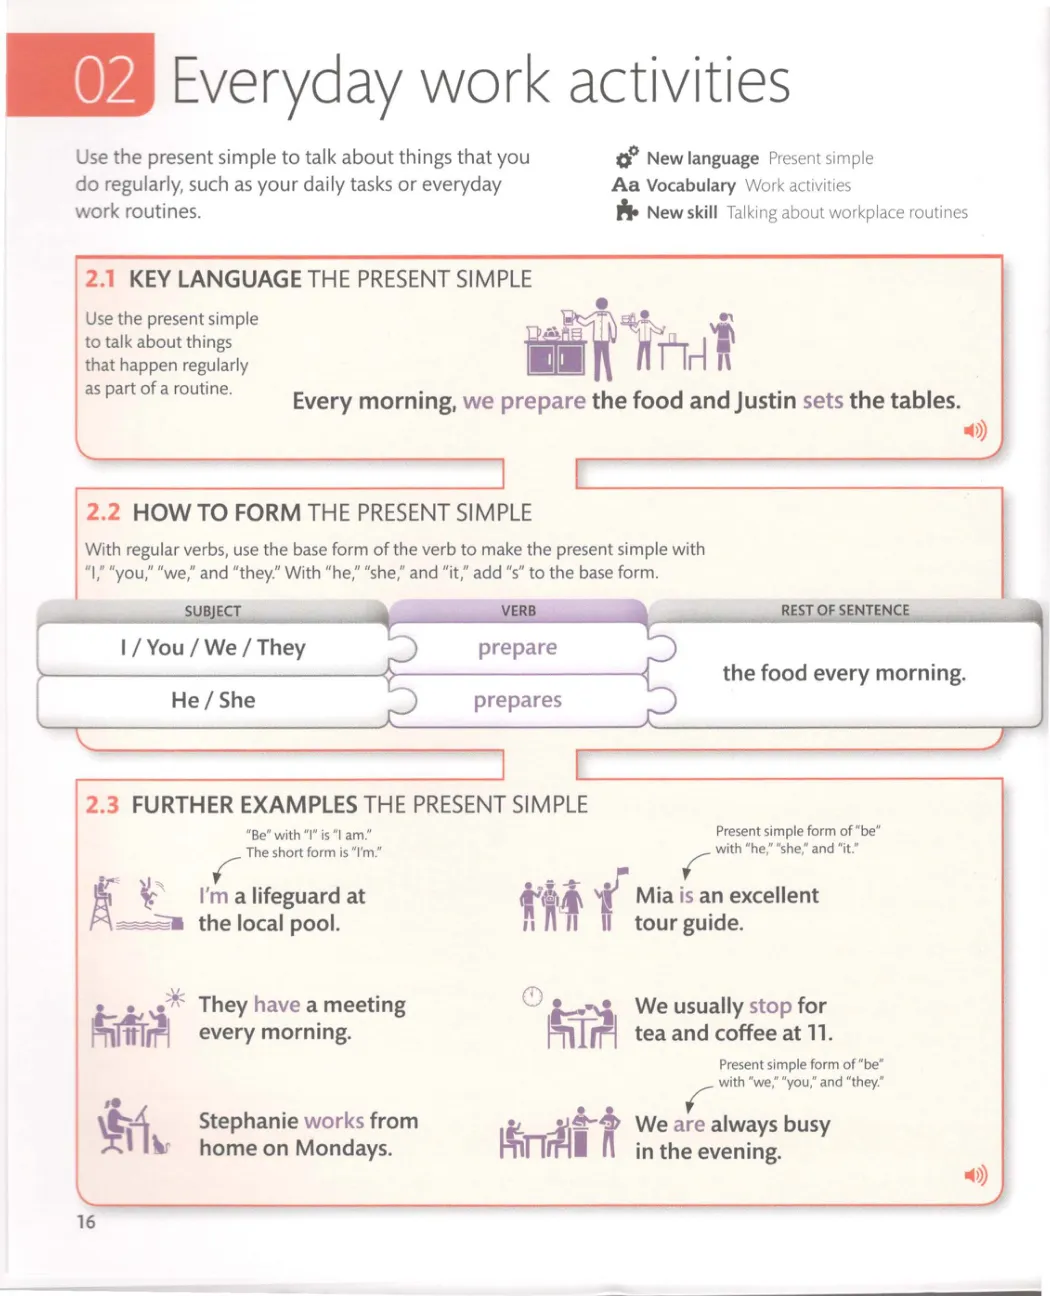 02 Everyday work activities
Use the present simple to talk about things that you
do regularly, such as your daily tasks or everyday
work routines.
New language Present simple
Aa Vocabulary Work activities
New skill Talking about workplace routines
2.1 KEY LANGUAGE THE PRESENT SIMPLE
Use the present simple
to talk about things
that happen regularly
as part of a routine.
Every morning, we prepare the food and Justin sets the tables.
2.2 HOW TO FORM THE PRESENT SIMPLE
With regular verbs, use the base form of the verb to make the present simple with
"I," "you," "we," and "they." With "he," "she," and "it," add "s" to the base form.
SUBJECT VERB REST OF SENTENCE
I / You / We / They prepare
the food every morning.
He / She prepares
2.3 FURTHER EXAMPLES THE PRESENT SIMPLE
"Be" with "I" is "I am."
The short form is "I'm."
I'm a lifeguard at
the local pool.
Present simple form of "be"
with "he," "she," and "it."
Mia is an excellent
tour guide.
They have a meeting
every morning.
We usually stop for
tea and coffee at 11.
Stephanie works from
home on Mondays.
Present simple form of "be"
with "we," "you," and "they."
We are always busy
in the evening.
16